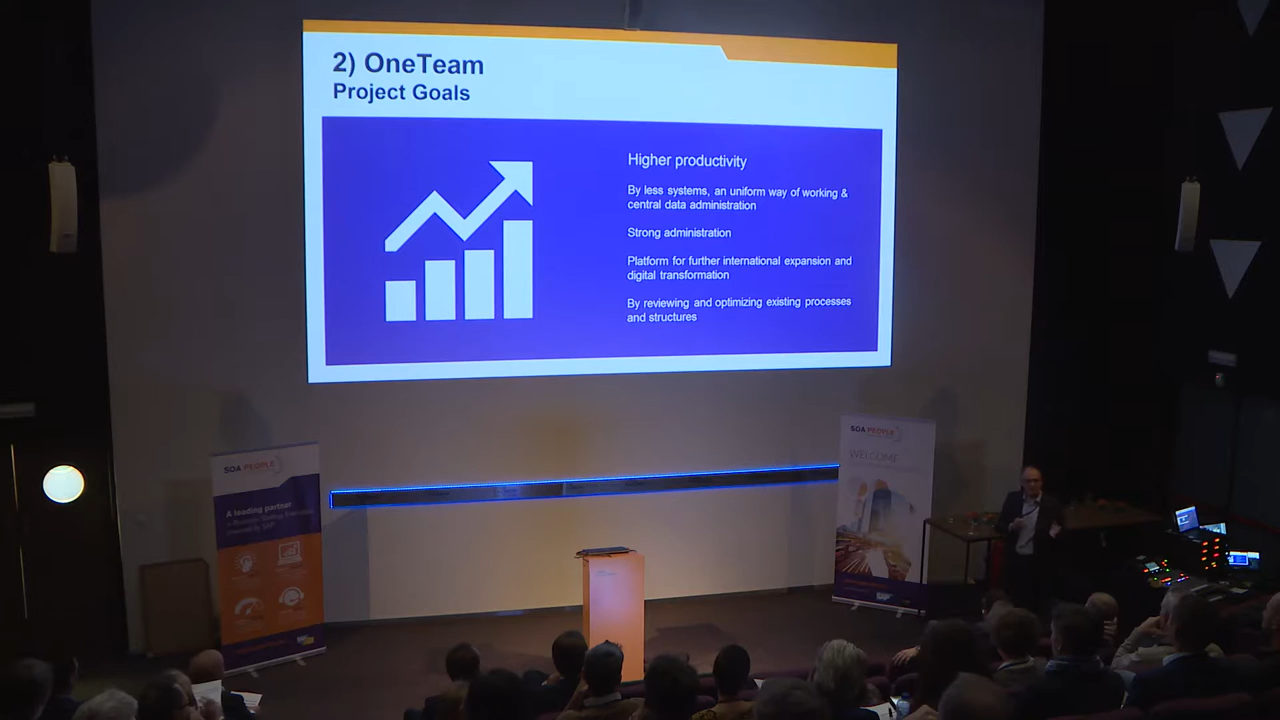 2) OneTeam
Project Goals
Higher productivity
By less systems, an uniform way of working &
central data administration
Strong administration
Platform for further international expansion and
digital transformation
By reviewing and optimizing existing processes
and structures
SOA PEOPLE
A leading partner
SOA PEOPLE
WELCOME
SAP